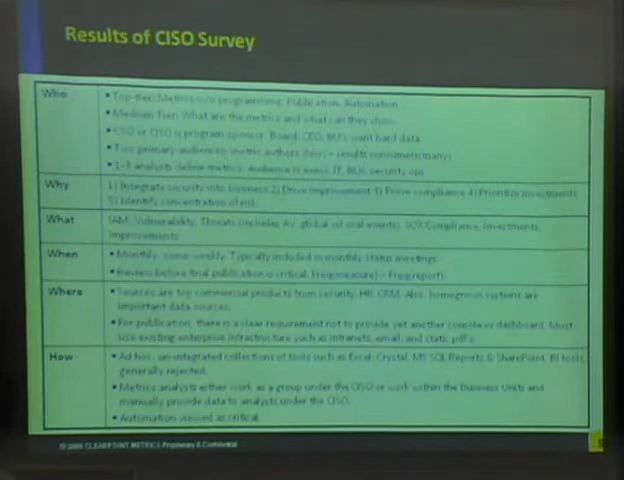 Results of CISO Survey
Who
▪ Top-tier: Metrics programming. Publication. Automation
▪ Medium Tier: What are the metrics and what can they show.
▪ CSO or CISO is program sponsor. Board, CEO, BU's want hard data.
▪ Two primary audiences: metric authors (few) results consumers(many)
▪ 1-3 analysts define metrics. Audience is execs, IT, BU's, security ops
Why
1) Integrate security into business 2) Drive improvement 3) Prove compliance 4) Prioritize investments
5) Identify concentration of risk
What
IAM, Vulnerability, Threats (includes AV, global local events), SOX Compliance, Investments,
Improvements
When
▪ Monthly, some weekly. Typically included in monthly status meetings.
▪ Review before final publication is critical. Freq(measure) > Freq(report)
Where
▪ Sources are top commercial products from security, HR, CRM. Also, homegrown systems are
important data sources.
▪ For publication, there is a clear requirement not to provide yet another console or dashboard. Must
use existing enterprise infrastructure such as intranets, email, and static pdf's.
How
▪ Ad hoc, un-integrated collections of tools such as Excel, Crystal, MS SQL Reports & SharePoint, BI tools
generally rejected.
▪ Metrics analysts either work as a group under the CISO or work within the Business Units and
manually provide data to analysts under the CISO.
▪ Automation viewed as critical
CLEARPOINT METRICS Proprietary & Confidential